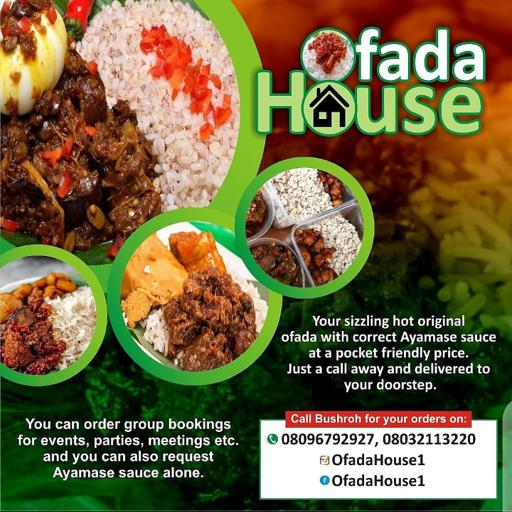 Ofada
House
Your sizzling hot original
ofada with correct Ayamase sauce
at a pocket friendly price.
Just a call away and delivered to
your doorstep.
You can order group bookings
for events, parties, meetings etc.
and you can also request
Ayamase sauce alone.
Call Bushroh for your orders on:
08096792927, 08032113220
OfadaHouse1
OfadaHouse1